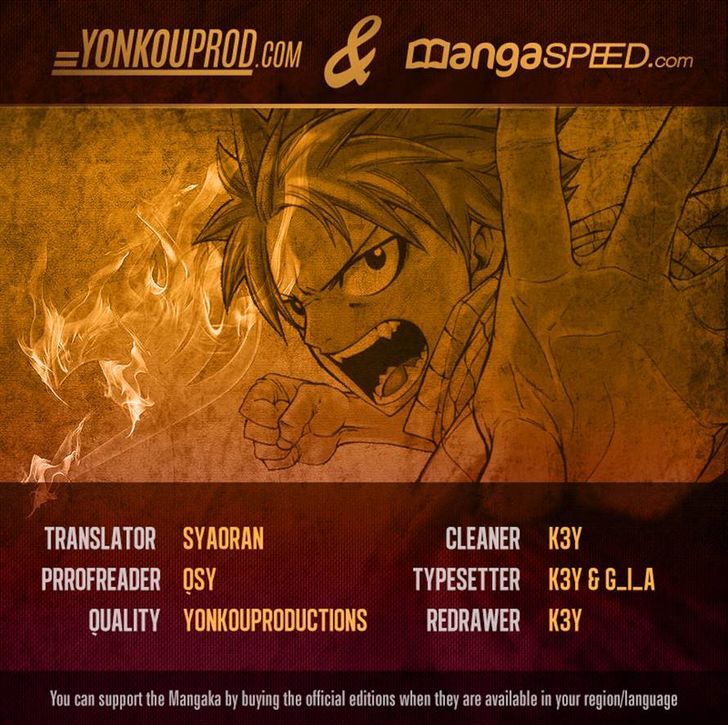 YONKOUPROD.COM & MangaSPEED.com
TRANSLATOR SYAORAN CLEANER K3Y
PRROFREADER QSY TYPESETTER K3Y & G_I_A
QUALITY YONKOUPRODUCTIONS REDRAWER K3Y
You can support the Mangaka by buying the official editions when they are available in your region/language